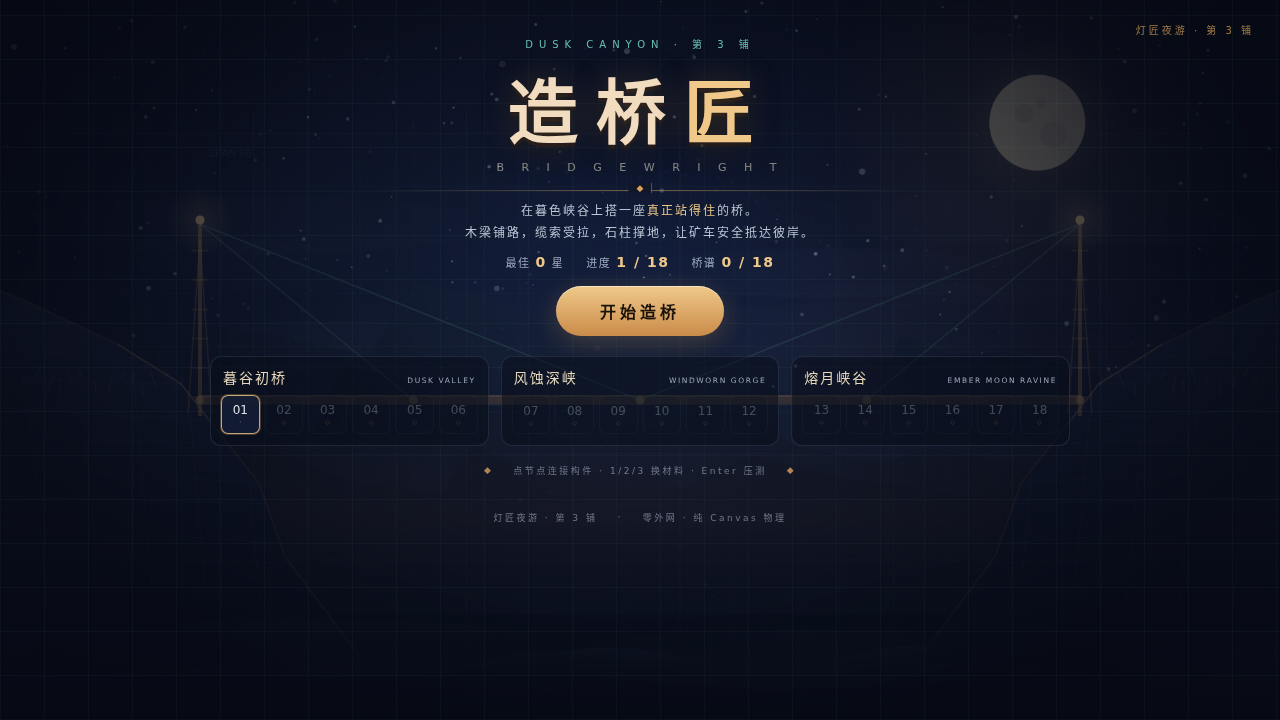 灯匠夜游 · 第 3 铺
DUSK CANYON · 第 3 铺
造桥匠
BRIDGEWRIGHT
在暮色峡谷上搭一座真正站得住的桥。
木梁铺路，缆索受拉，石柱撑地，让矿车安全抵达彼岸。
最佳 0 星 进度 1 / 18 桥谱 0 / 18
开始造桥
暮谷初桥 DUSK VALLEY
01 02 03 04 05 06
风蚀深峡 WINDWORN GORGE
07 08 09 10 11 12
熔月峡谷 EMBER MOON RAVINE
13 14 15 16 17 18
点节点连接构件 · 1/2/3 换材料 · Enter 压测
灯匠夜游 · 第 3 铺 · 零外网 · 纯 Canvas 物理